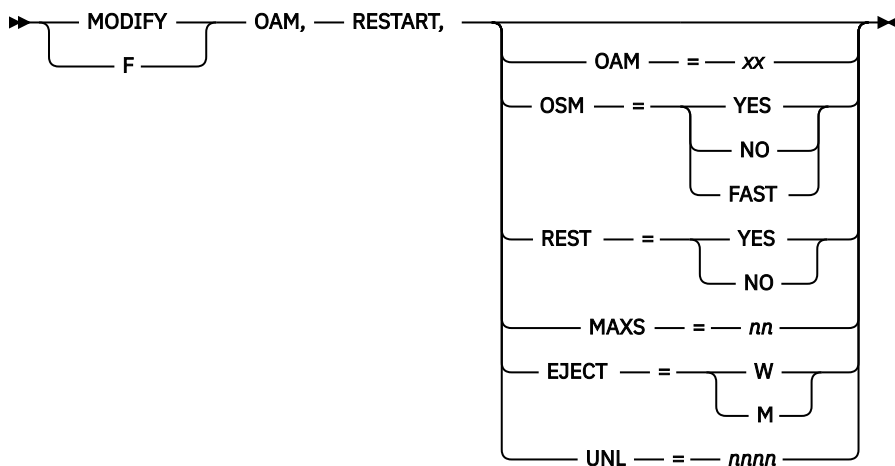 MODIFY OAM, RESTART,
F OAM = xx
OSM = YES
NO
FAST
REST = YES
NO
MAXS = nn
EJECT = W
M
UNL = nnnn